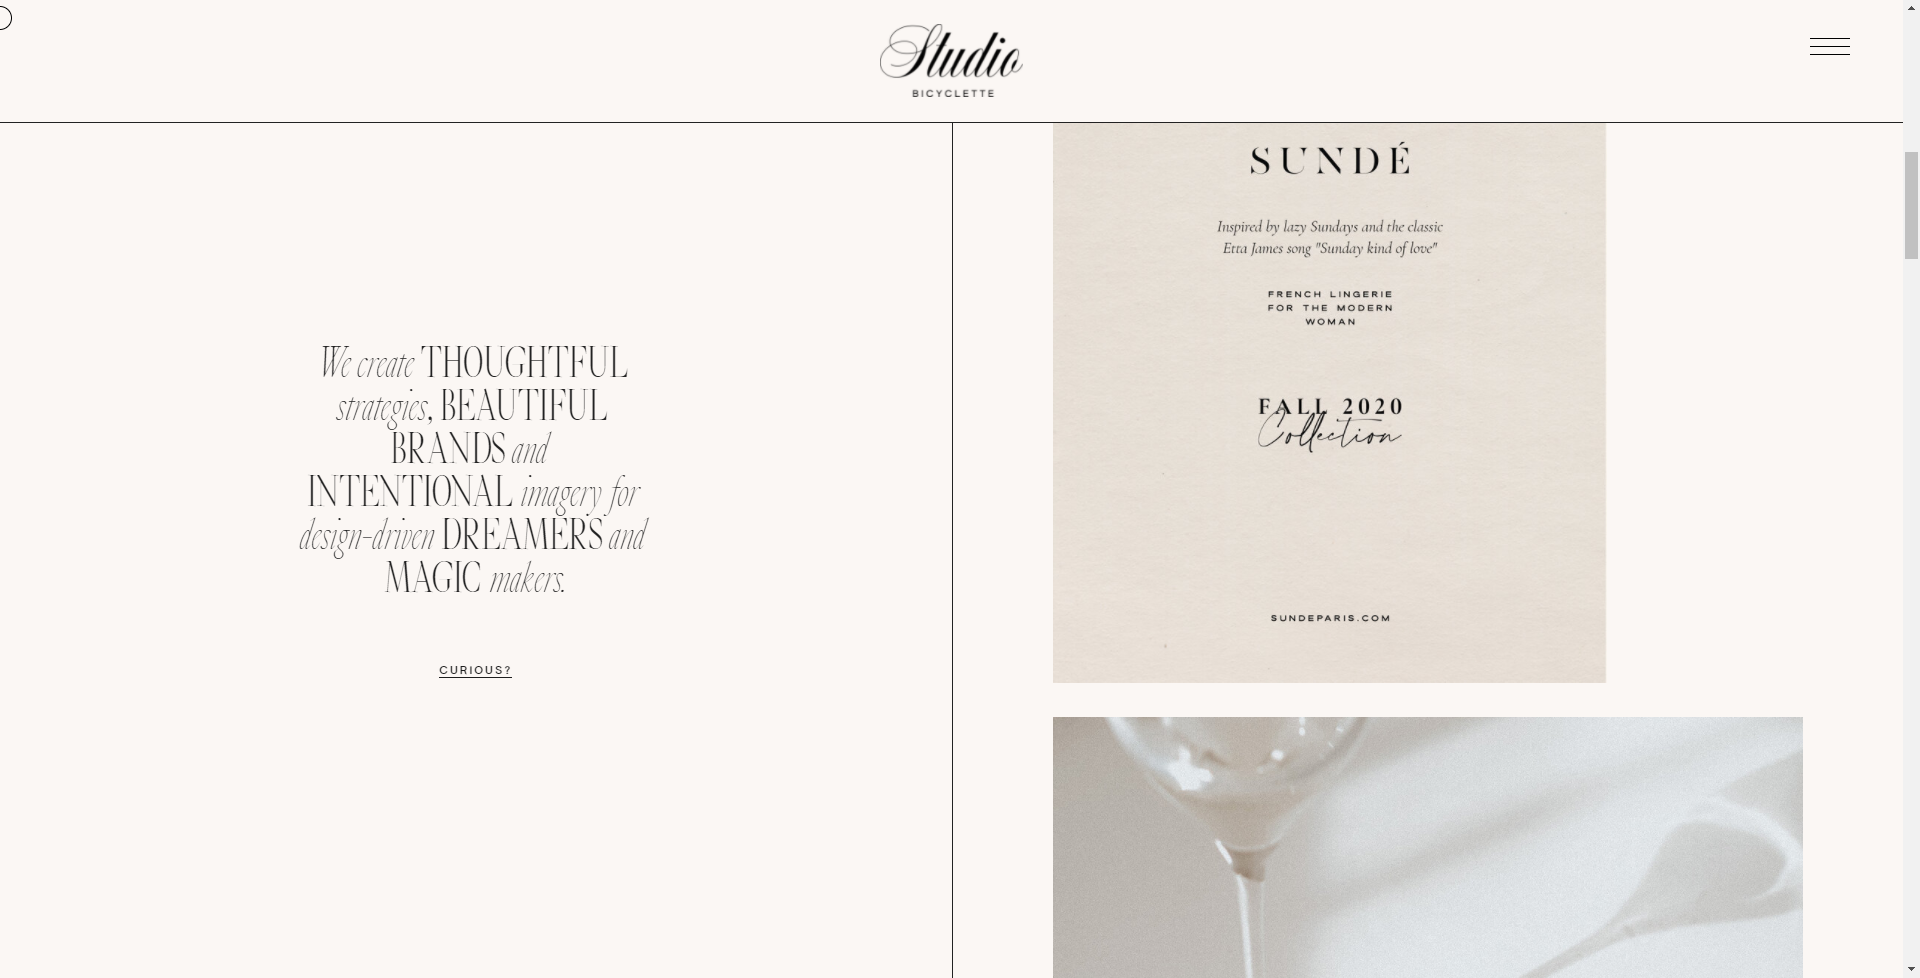 Studio
BICYCLETTE
We create THOUGHTFUL
strategies, BEAUTIFUL
BRANDS and
INTENTIONAL imagery for
design-driven DREAMERS and
MAGIC makers.
CURIOUS?
SUNDÉ
Inspired by lazy Sundays and the classic
Etta James song "Sunday kind of love"
FRENCH LINGERIE
FOR THE MODERN
WOMAN
FALL 2020
Collection
SUNDEPARIS.COM